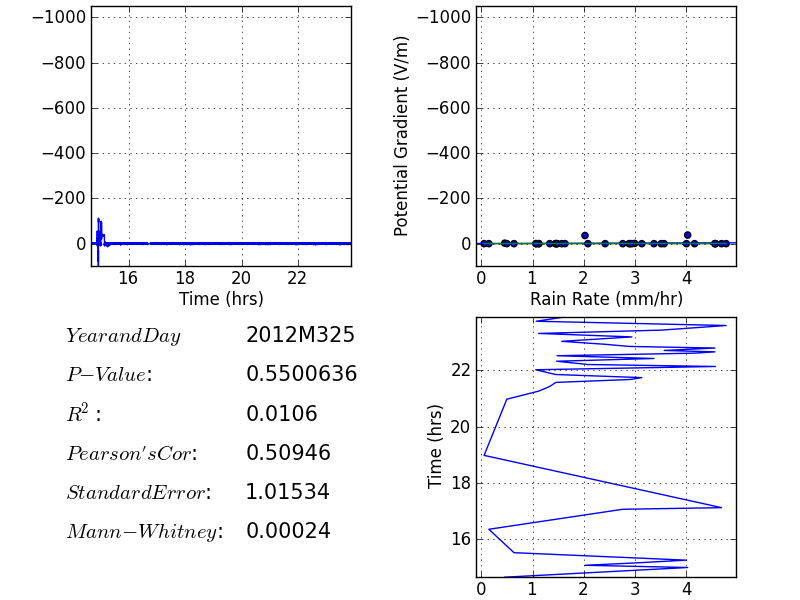 −1000
−800
−600
−400
−200
0
16 18 20 22
Time (hrs)
−1000
−800
−600
−400
−200
0
Potential Gradient (V/m)
0 1 2 3 4
Rain Rate (mm/hr)
YearandDay 2012M325
P−Value: 0.5500636
R²: 0.0106
Pearson'sCor: 0.50946
StandardError: 1.01534
Mann−Whitney: 0.00024
22
20
18
16
Time (hrs)
0 1 2 3 4